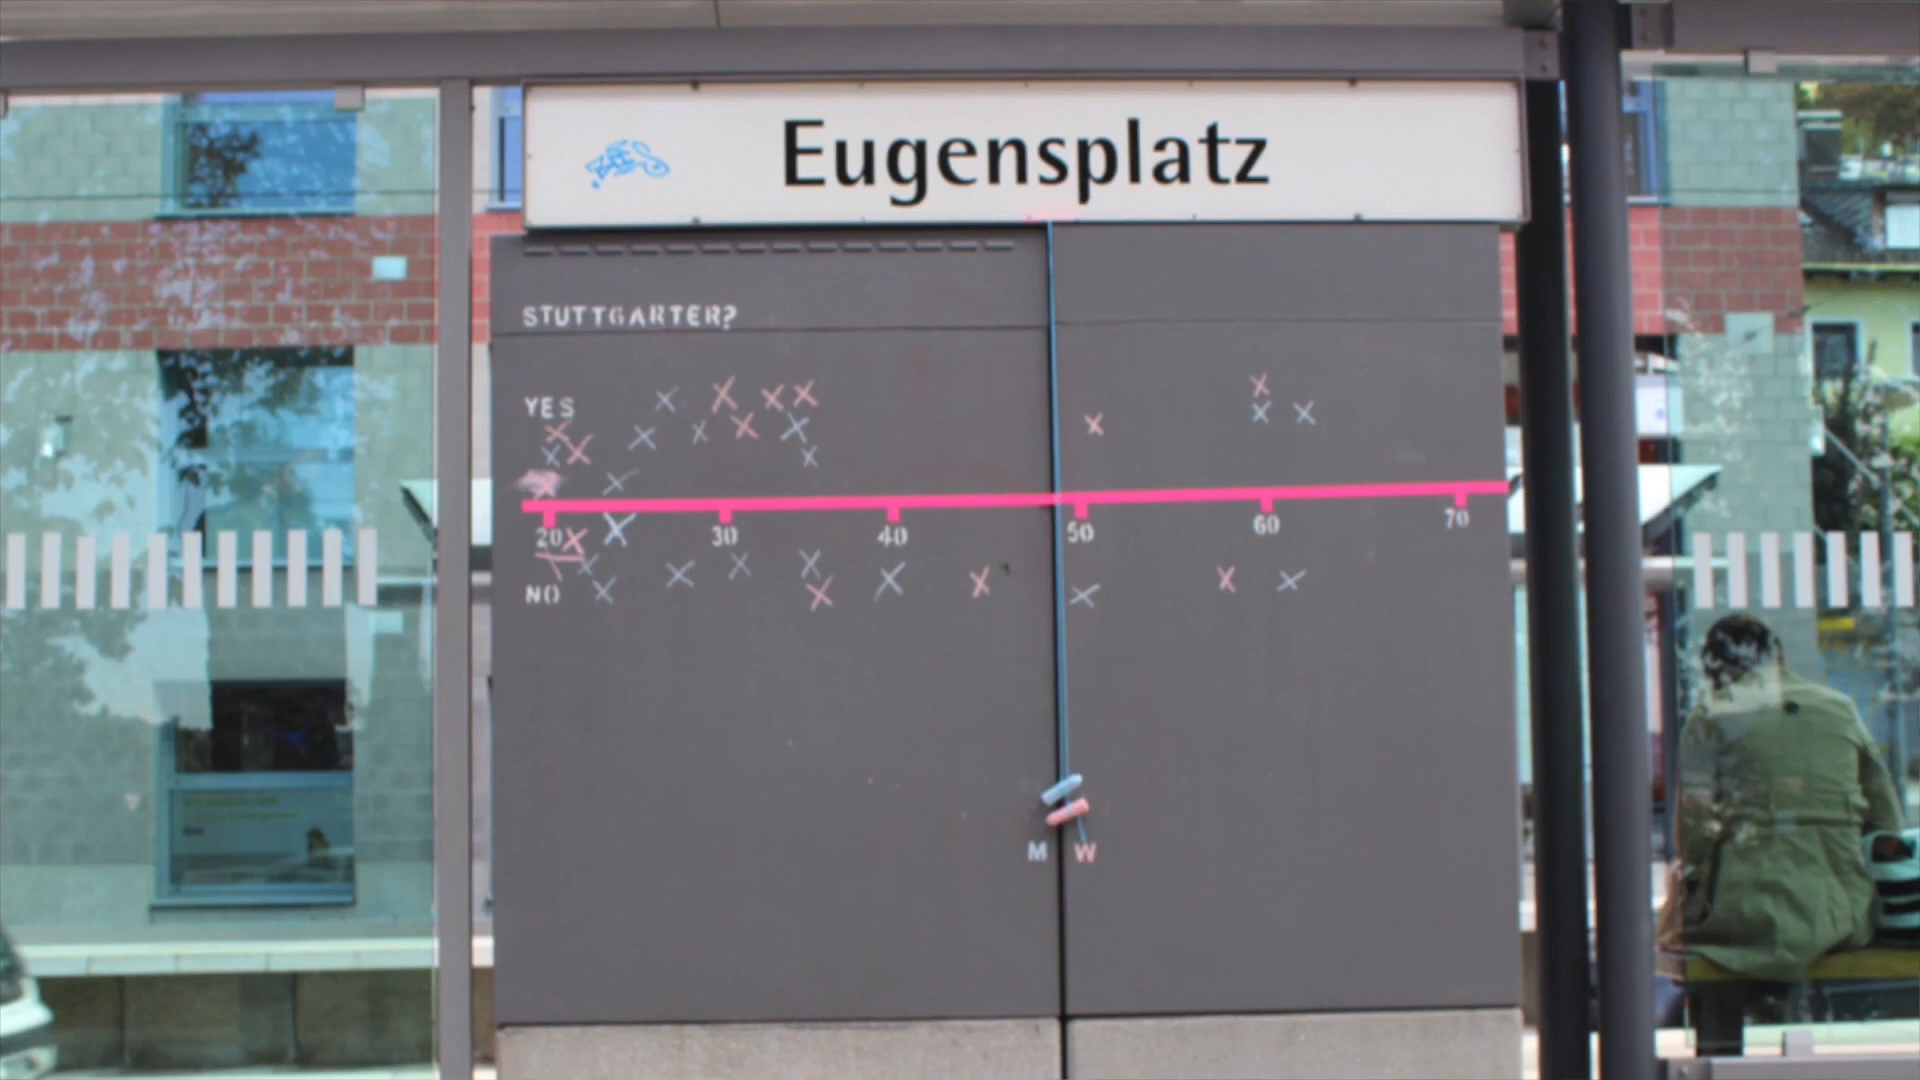 Eugensplatz
STUTTGARTER?
YES
20 30 40 50 60 70
NO
M W